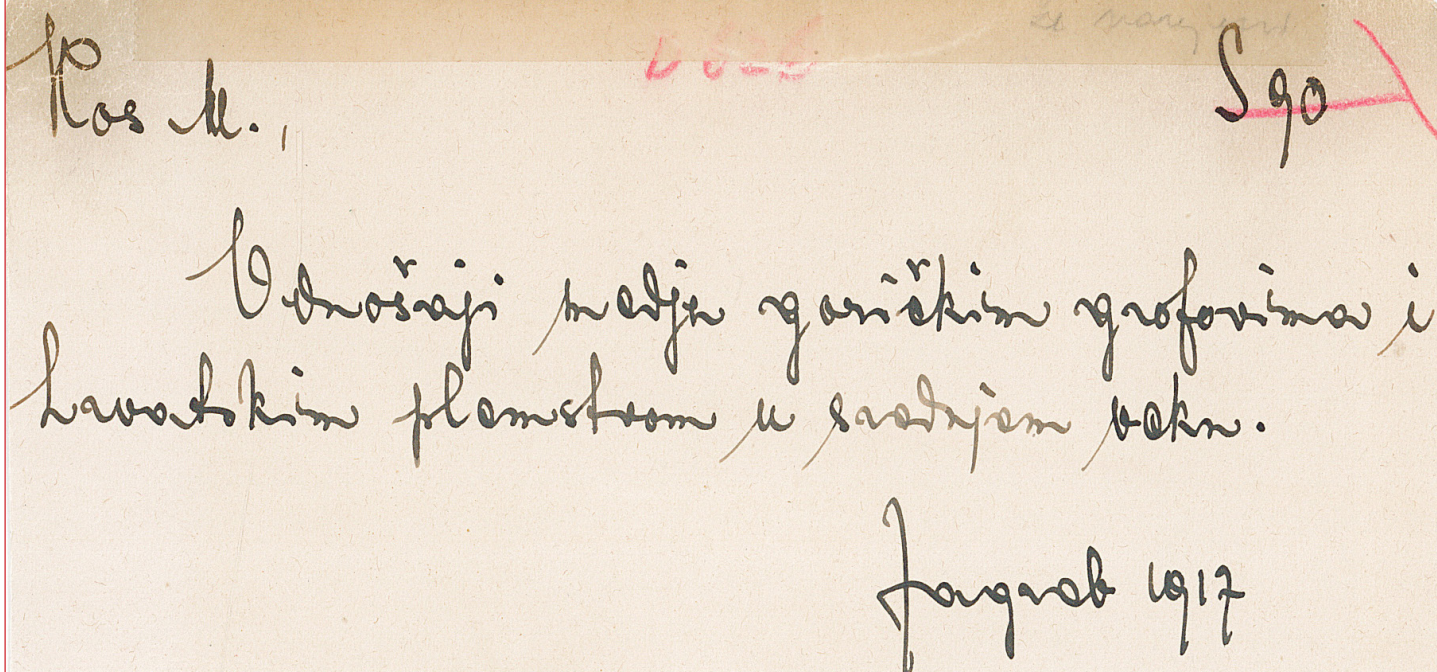 Kos M.,
S 90
Odnošaji medju goričkim grofovima i
hrvatskim plemstvom u srednjem veku.
Zagreb 1917